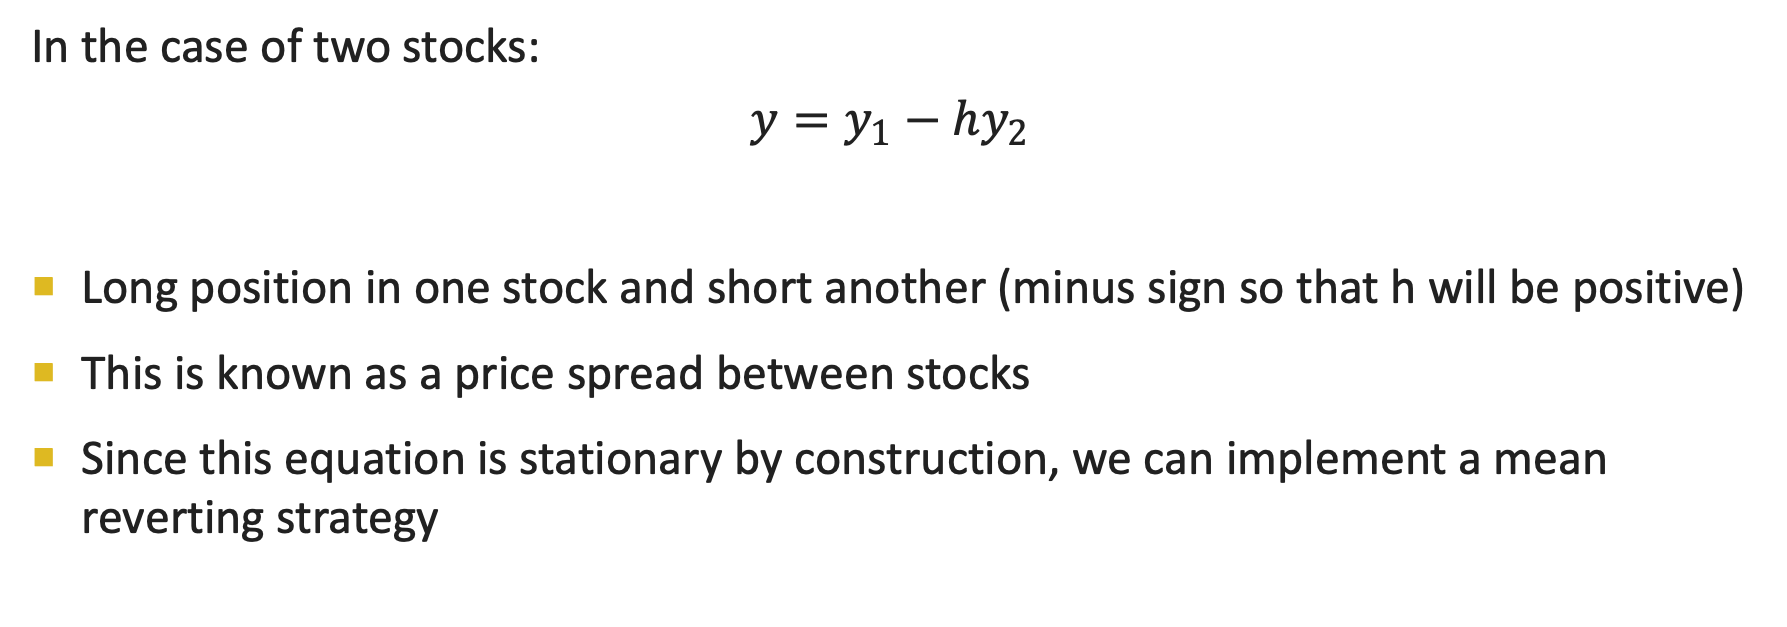 In the case of two stocks:
y = y₁ − hy₂
▪ Long position in one stock and short another (minus sign so that h will be positive)
▪ This is known as a price spread between stocks
▪ Since this equation is stationary by construction, we can implement a mean
reverting strategy